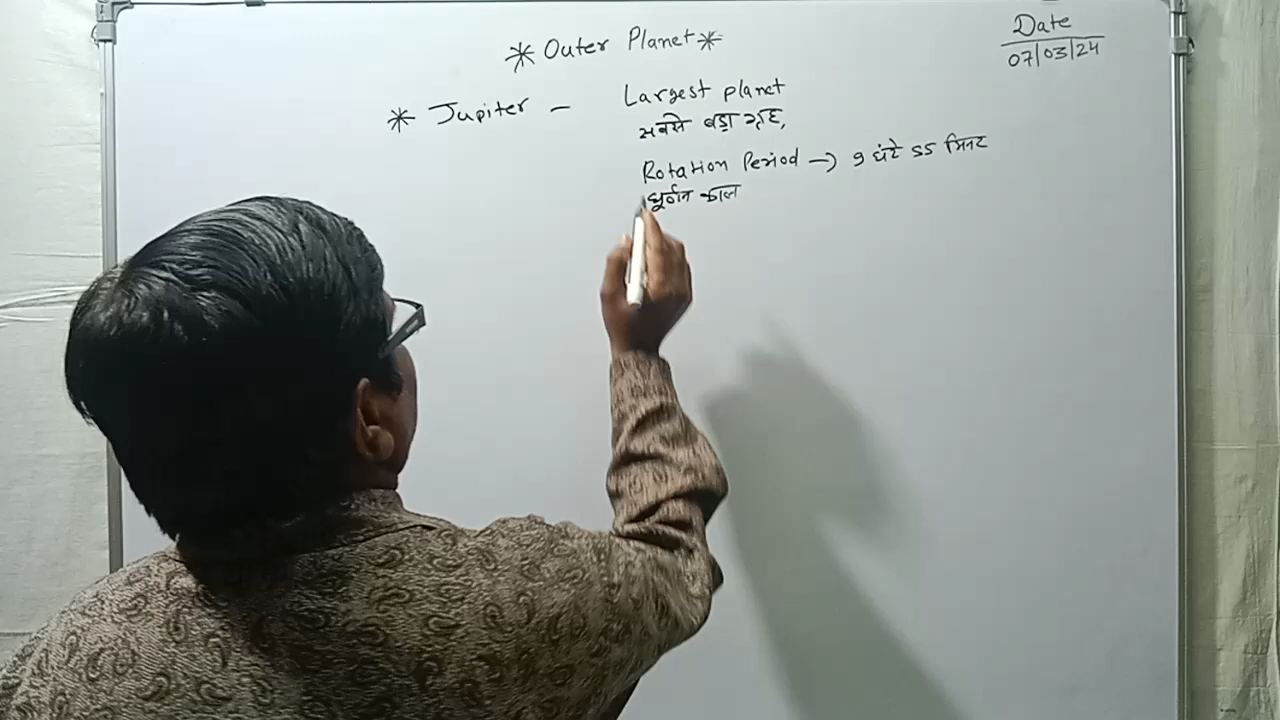 * Outer Planet *
Date
07/03/24
* Jupiter - Largest planet
सबसे बड़ा ग्रह,
Rotation Period → 9 घंटे 55 मिनट
घूर्णन काल